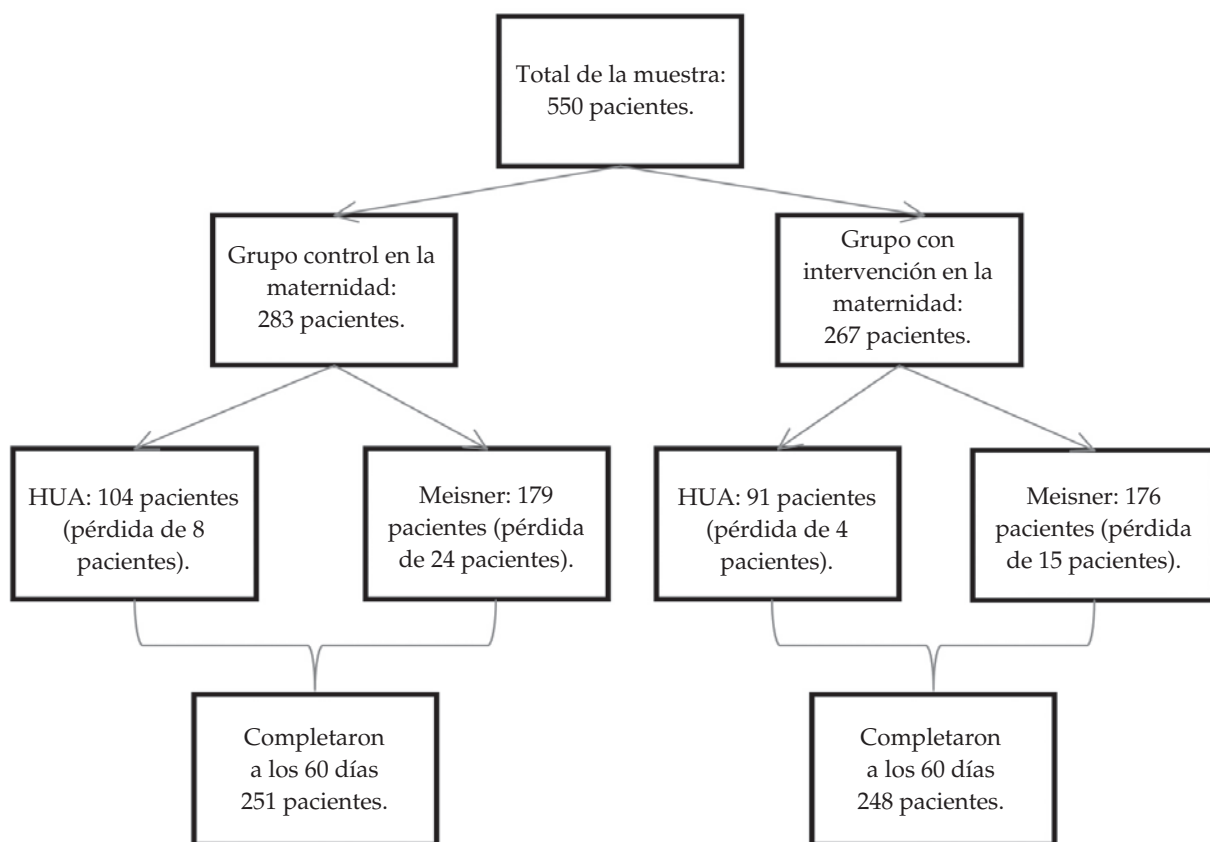 Total de la muestra:
550 pacientes.
Grupo control en la
maternidad:
283 pacientes.
Grupo con
intervención en la
maternidad:
267 pacientes.
HUA: 104 pacientes
(pérdida de 8
pacientes).
Meisner: 179
pacientes (pérdida
de 24 pacientes).
HUA: 91 pacientes
(pérdida de 4
pacientes).
Meisner: 176
pacientes (pérdida
de 15 pacientes).
Completaron
a los 60 días
251 pacientes.
Completaron
a los 60 días
248 pacientes.